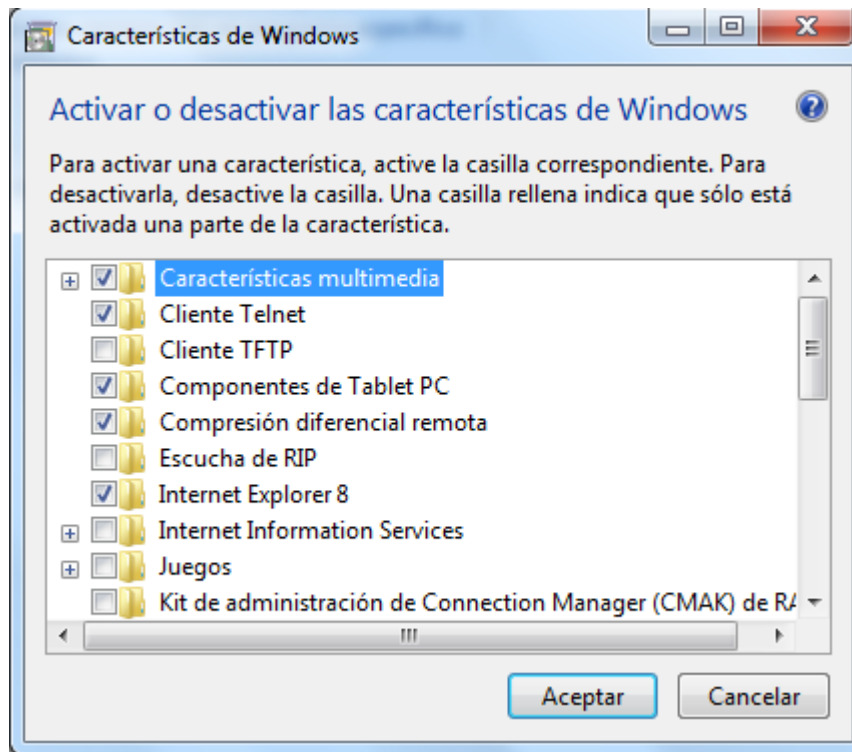 Características de Windows
Activar o desactivar las características de Windows
Para activar una característica, active la casilla correspondiente. Para
desactivarla, desactive la casilla. Una casilla rellena indica que sólo está
activada una parte de la característica.
Características multimedia
Cliente Telnet
Cliente TFTP
Componentes de Tablet PC
Compresión diferencial remota
Escucha de RIP
Internet Explorer 8
Internet Information Services
Juegos
Kit de administración de Connection Manager (CMAK) de RA
Aceptar Cancelar